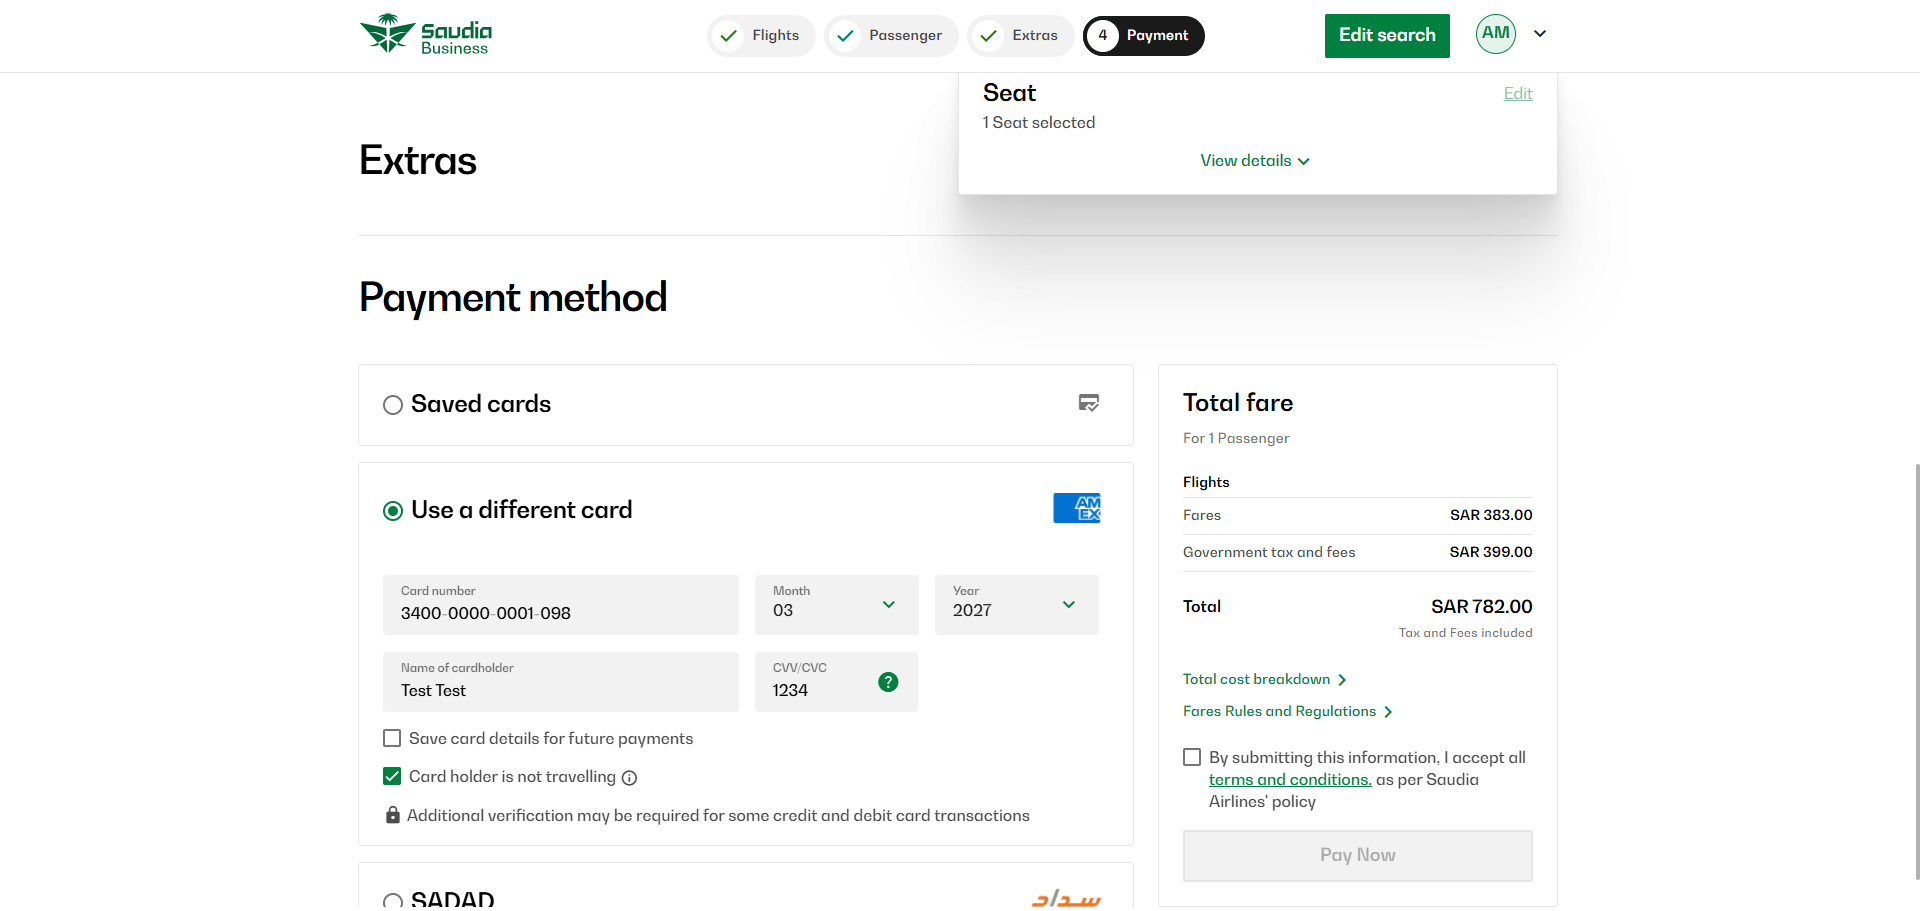 Saudia
Business
Flights
Passenger
Extras
4 Payment
Edit search
AM
Seat
Edit
1 Seat selected
View details
Extras
Payment method
Saved cards
Use a different card
AM
EX
Card number
3400-0000-0001-098
Month
03
Year
2027
Name of cardholder
Test Test
CVV/CVC
1234
?
Save card details for future payments
Card holder is not travelling
Additional verification may be required for some credit and debit card transactions
SADAD
سداد
Total fare
For 1 Passenger
Flights
Fares SAR 383.00
Government tax and fees SAR 399.00
Total SAR 782.00
Tax and Fees included
Total cost breakdown
Fares Rules and Regulations
By submitting this information, I accept all
terms and conditions. as per Saudia
Airlines' policy
Pay Now